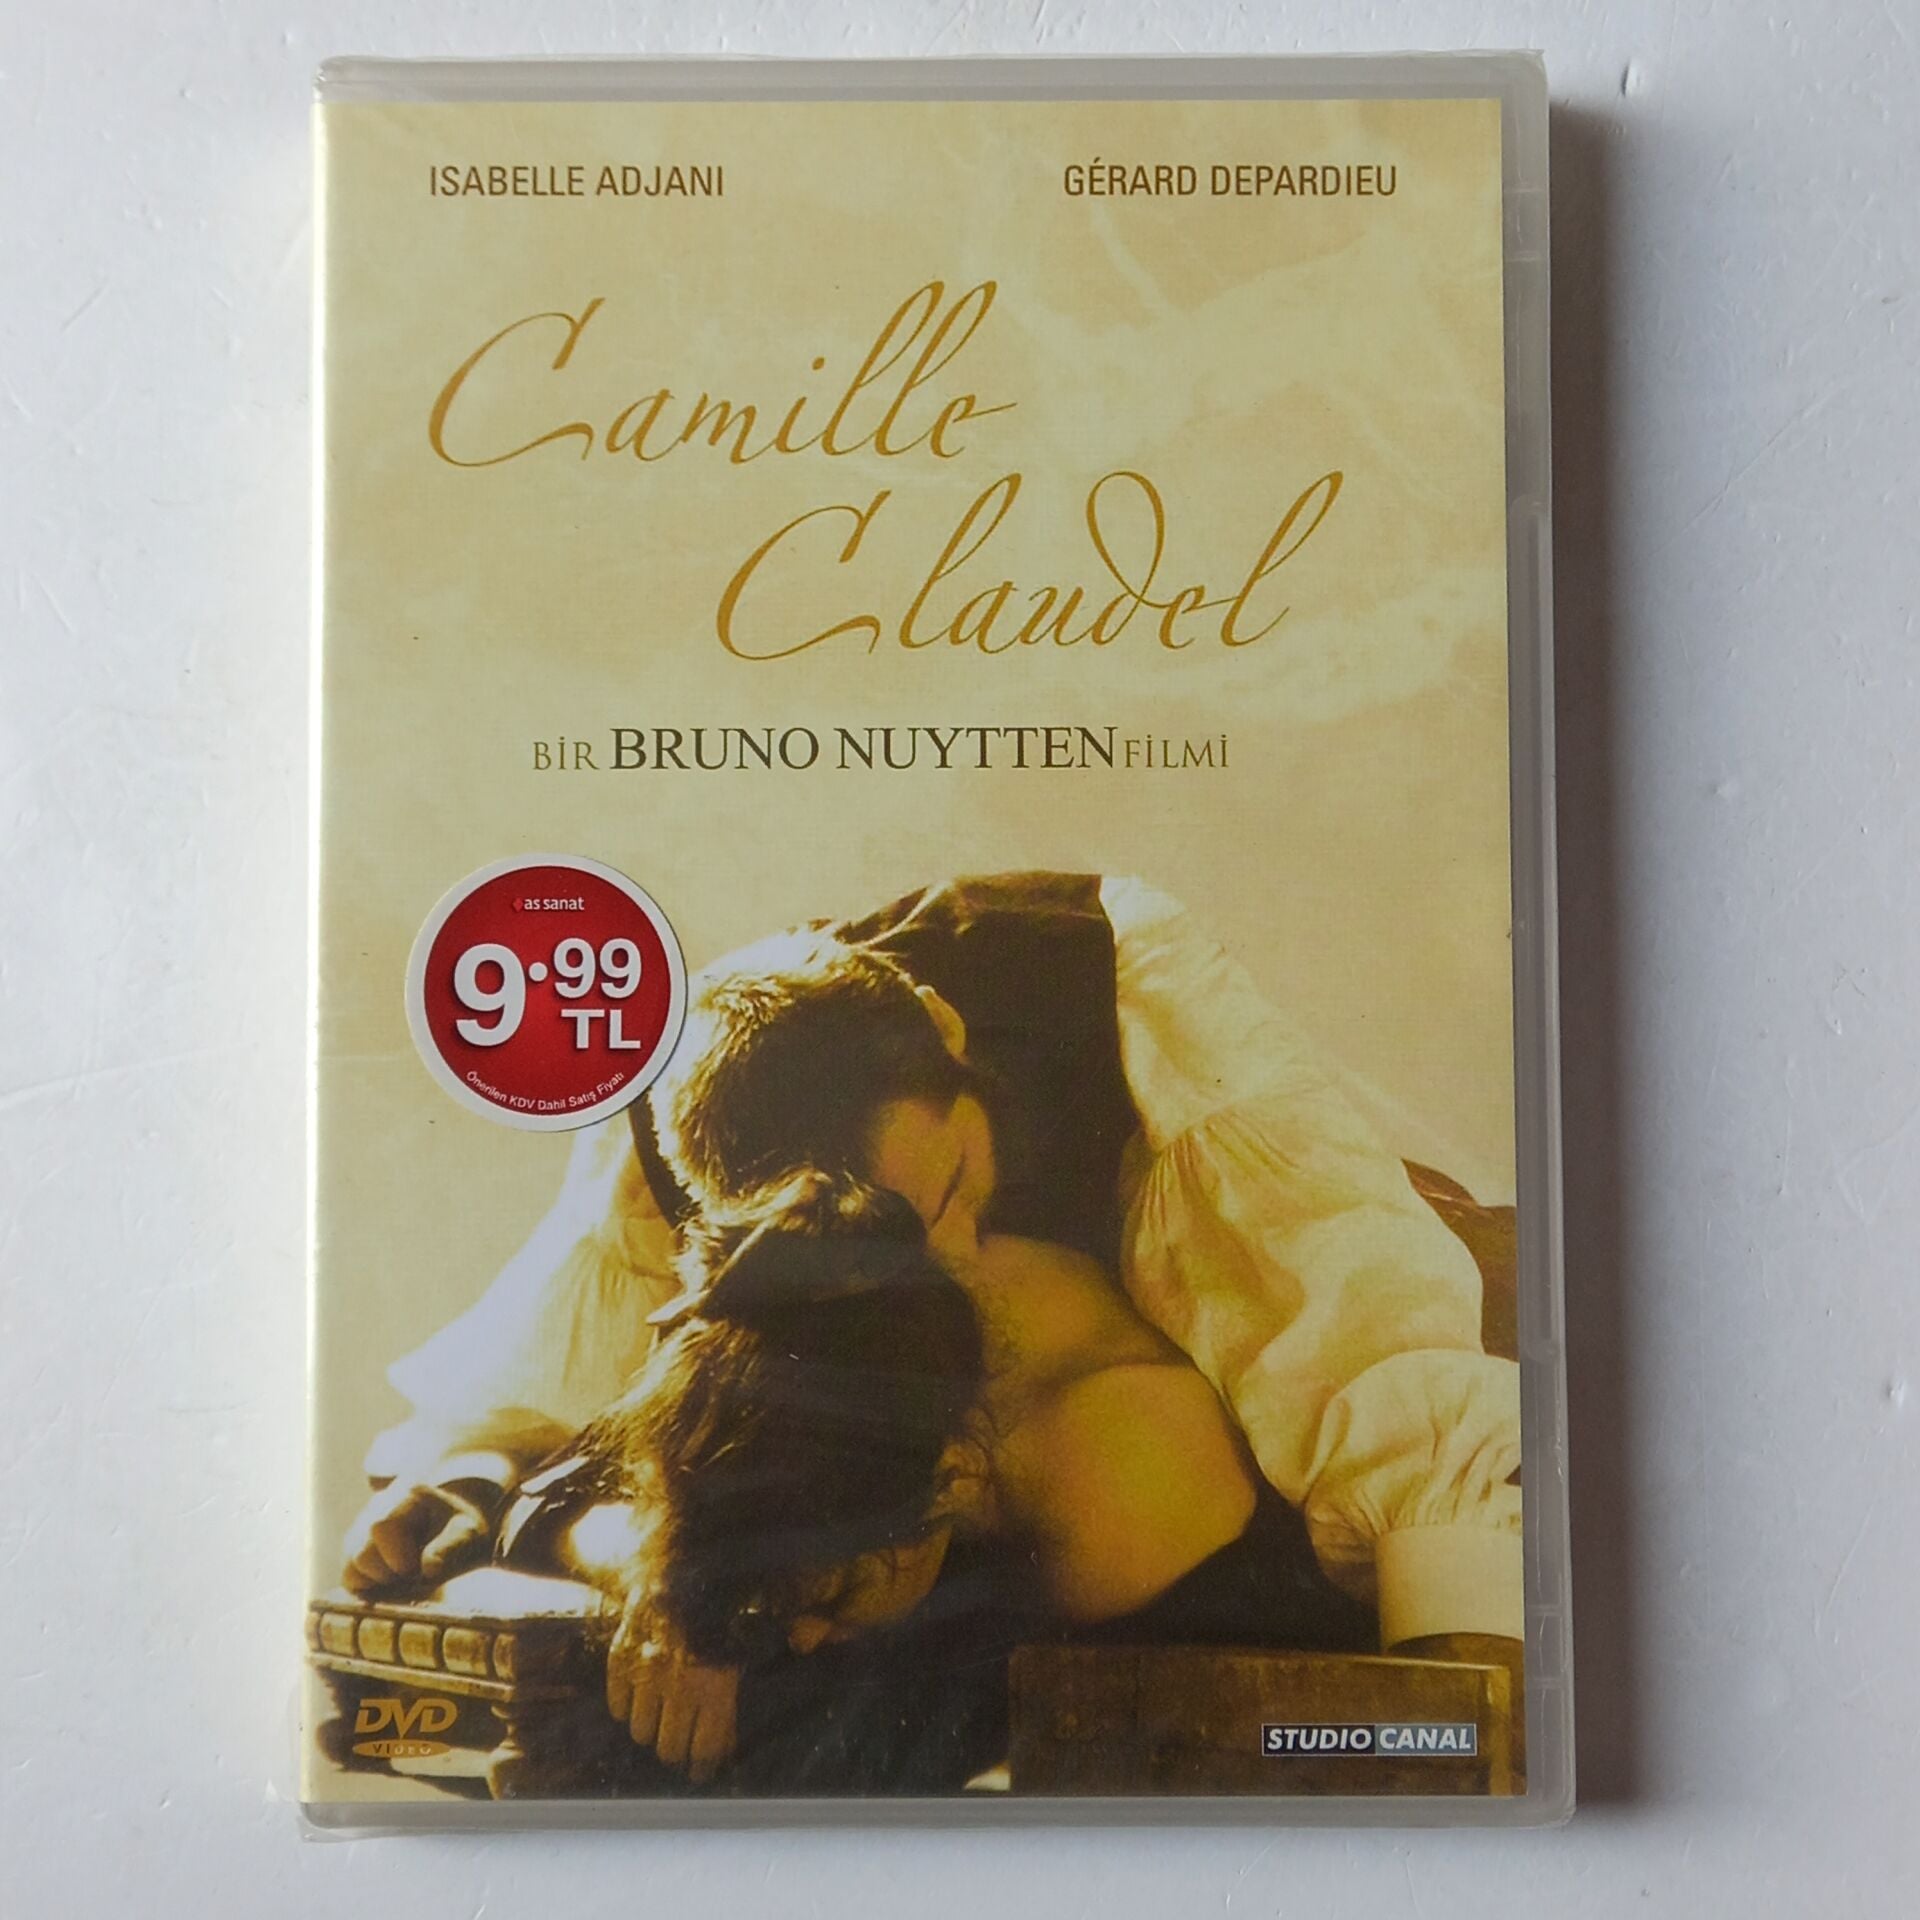 ISABELLE ADJANI GÉRARD DEPARDIEU
Camille
Claudel
BİR BRUNO NUYTTEN FİLMİ
as sanat
9.99
TL
Önerilen KDV Dahil Satış Fiyatı
DVD
VIDEO
STUDIO CANAL